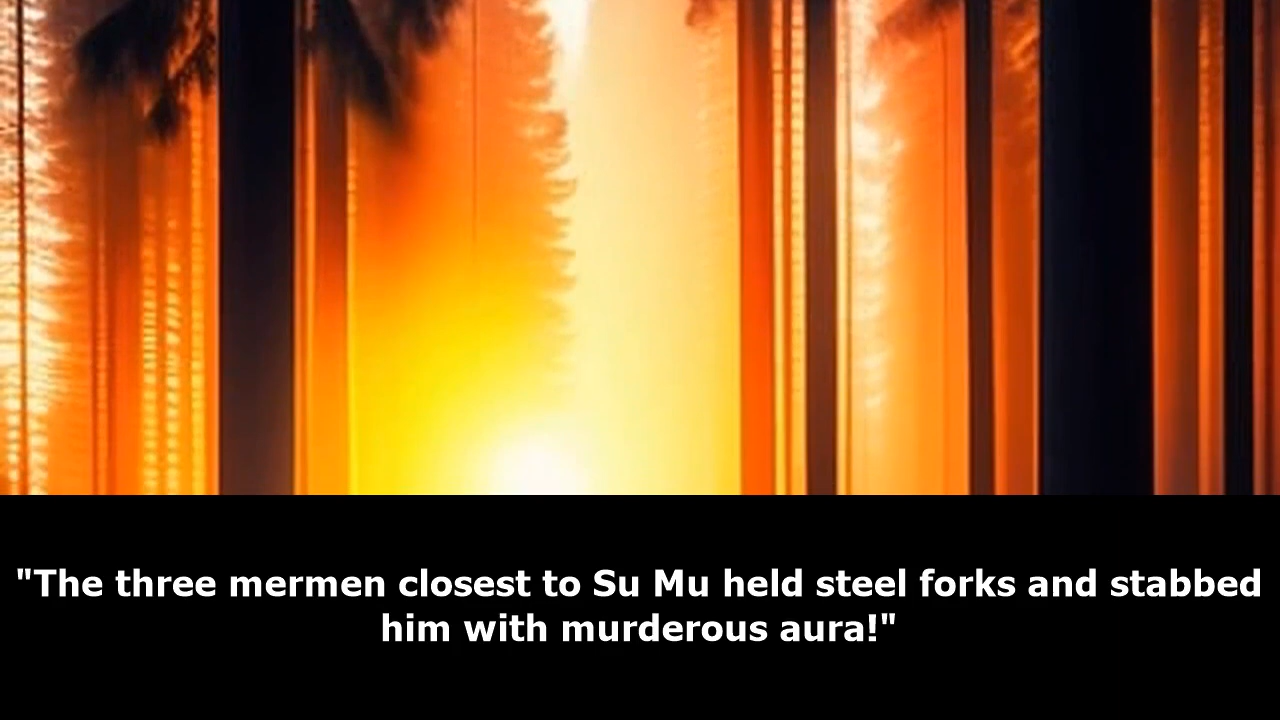 "The three mermen closest to Su Mu held steel forks and stabbed
him with murderous aura!"